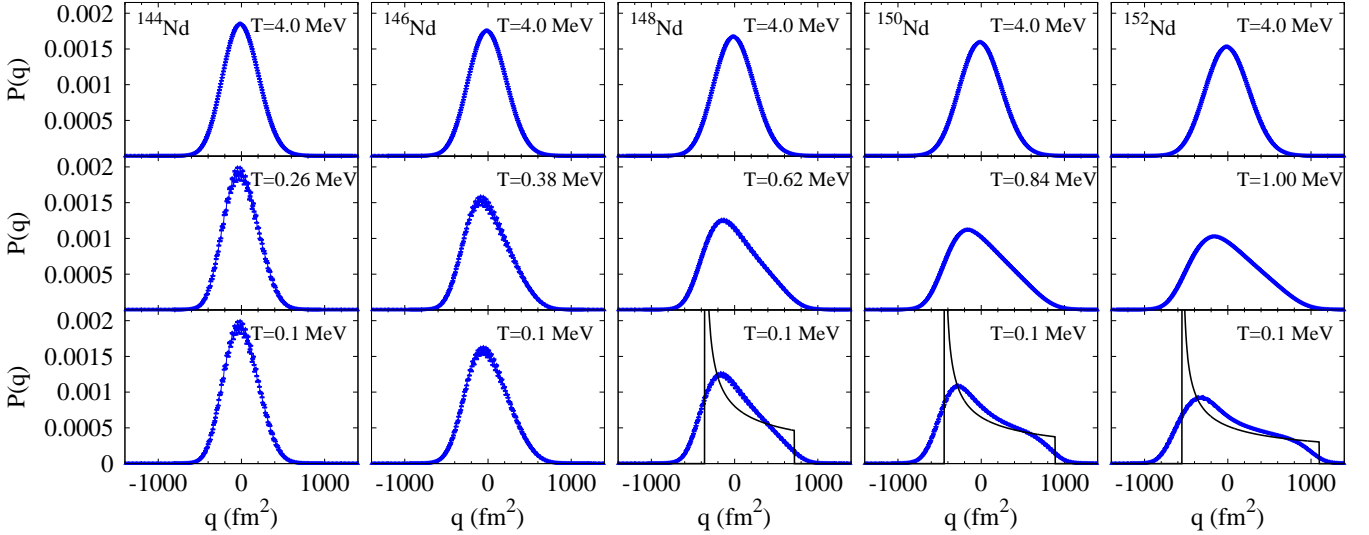 0.002 ¹⁴⁴Nd T=4.0 MeV ¹⁴⁶Nd T=4.0 MeV ¹⁴⁸Nd T=4.0 MeV ¹⁵⁰Nd T=4.0 MeV ¹⁵²Nd T=4.0 MeV
0.0015
P(q)
0.001
0.0005
0.002 T=0.26 MeV T=0.38 MeV T=0.62 MeV T=0.84 MeV T=1.00 MeV
0.0015
P(q)
0.001
0.0005
0.002 T=0.1 MeV T=0.1 MeV T=0.1 MeV T=0.1 MeV T=0.1 MeV
0.0015
P(q)
0.001
0.0005
0
-1000 0 1000 -1000 0 1000 -1000 0 1000 -1000 0 1000 -1000 0 1000
q (fm²) q (fm²) q (fm²) q (fm²) q (fm²)